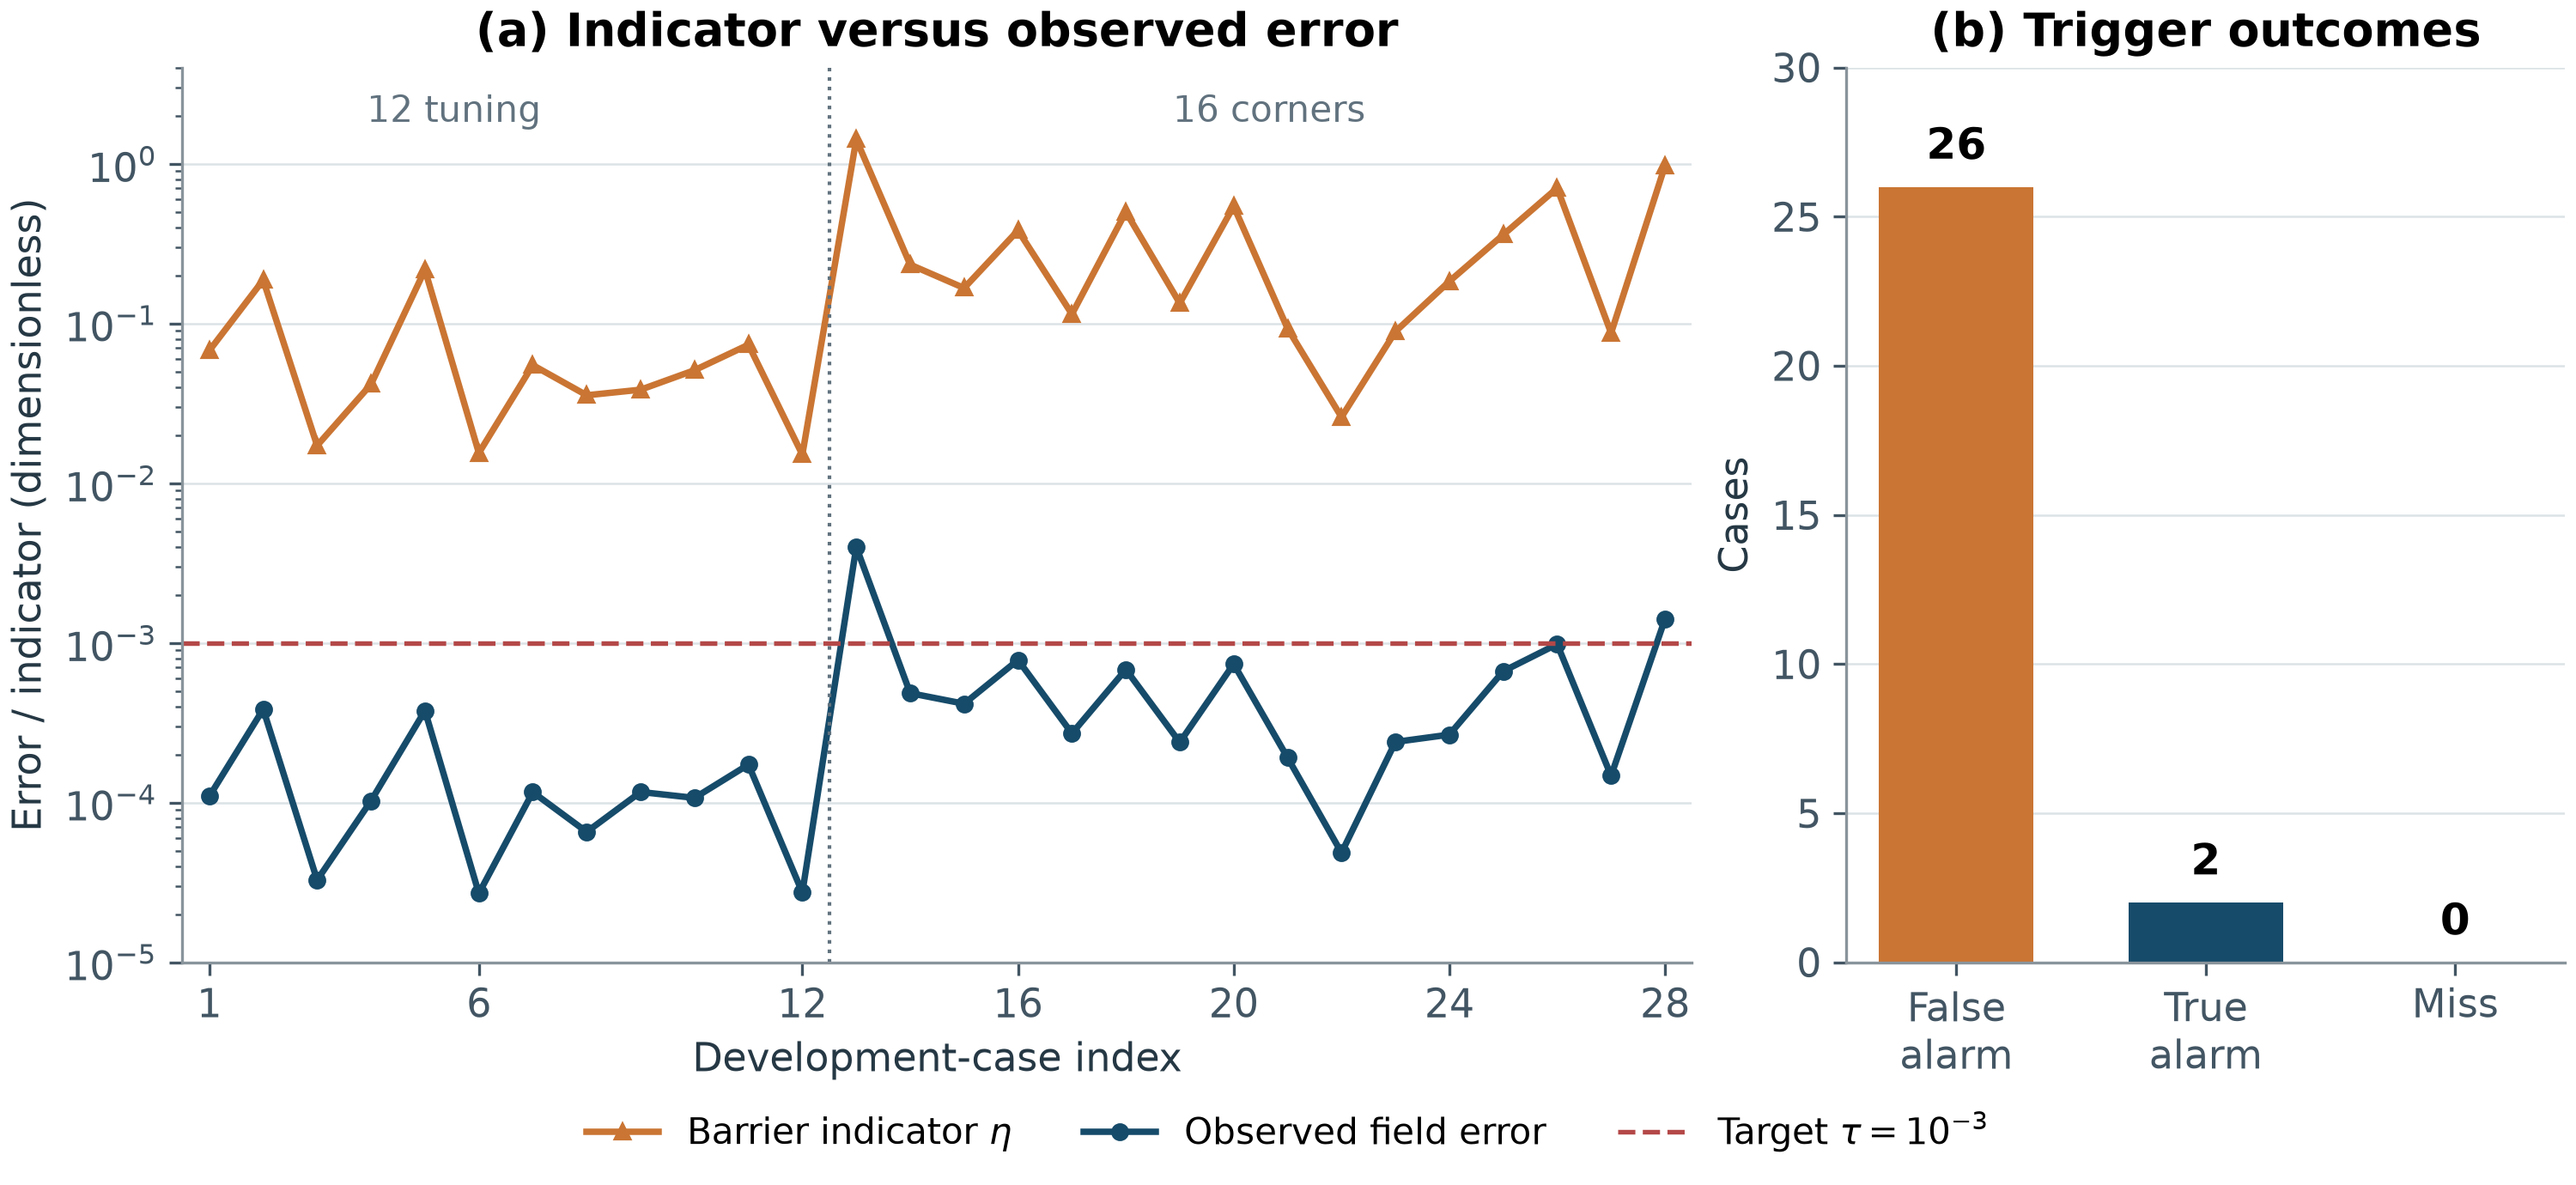 (a) Indicator versus observed error
12 tuning
16 corners
Error / indicator (dimensionless)
10⁰
10⁻¹
10⁻²
10⁻³
10⁻⁴
10⁻⁵
1 6 12 16 20 24 28
Development-case index
(b) Trigger outcomes
Cases
30
25
20
15
10
5
0
26
2
0
False
alarm
True
alarm
Miss
Barrier indicator η
Observed field error
Target τ = 10⁻³